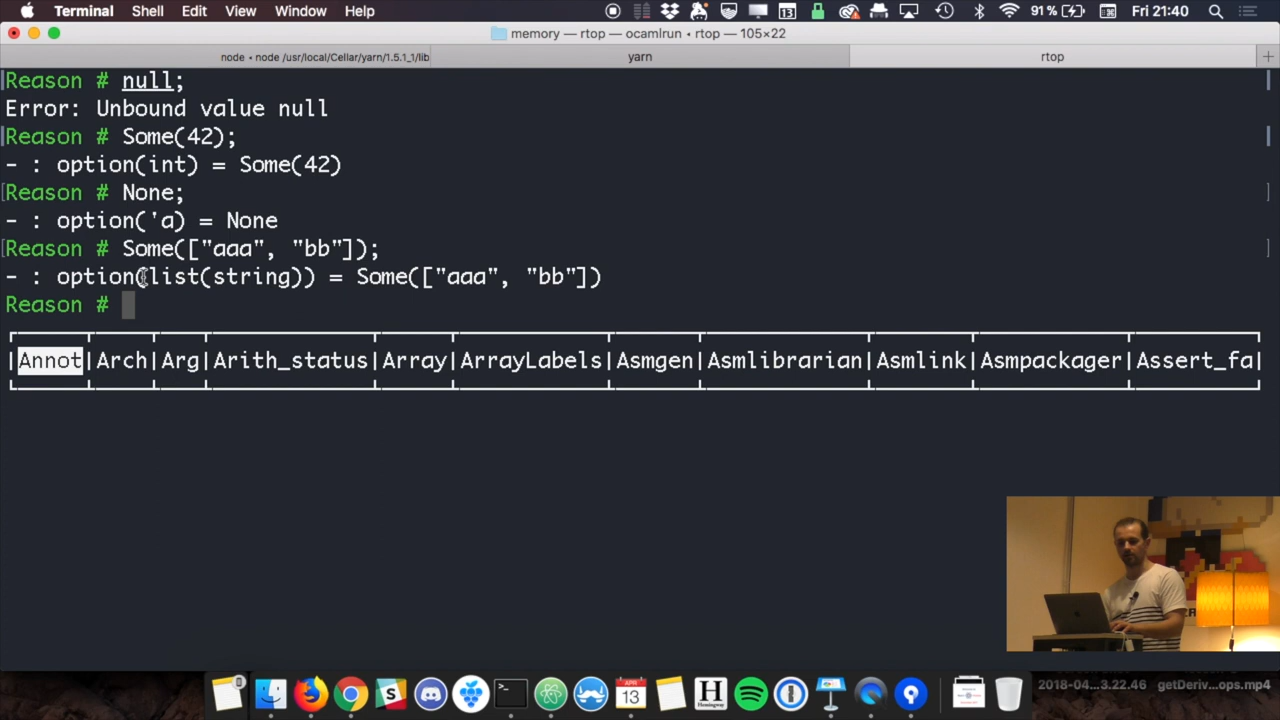 Terminal Shell Edit View Window Help 13 91% Fri 21:40
memory — rtop ‹ ocamlrun • rtop — 105×22
node • node /usr/local/Cellar/yarn/1.5.1_1/lib yarn rtop
Reason # null;
Error: Unbound value null
Reason # Some(42);
- : option(int) = Some(42)
Reason # None;
- : option('a) = None
Reason # Some(["aaa", "bb"]);
- : option(list(string)) = Some(["aaa", "bb"])
Reason #
|Annot|Arch|Arg|Arith_status|Array|ArrayLabels|Asmgen|Asmlibrarian|Asmlink|Asmpackager|Assert_fa|
APR
13
H
Hemingway
2018-04...3.22.46 getDeriv...ops.mp4